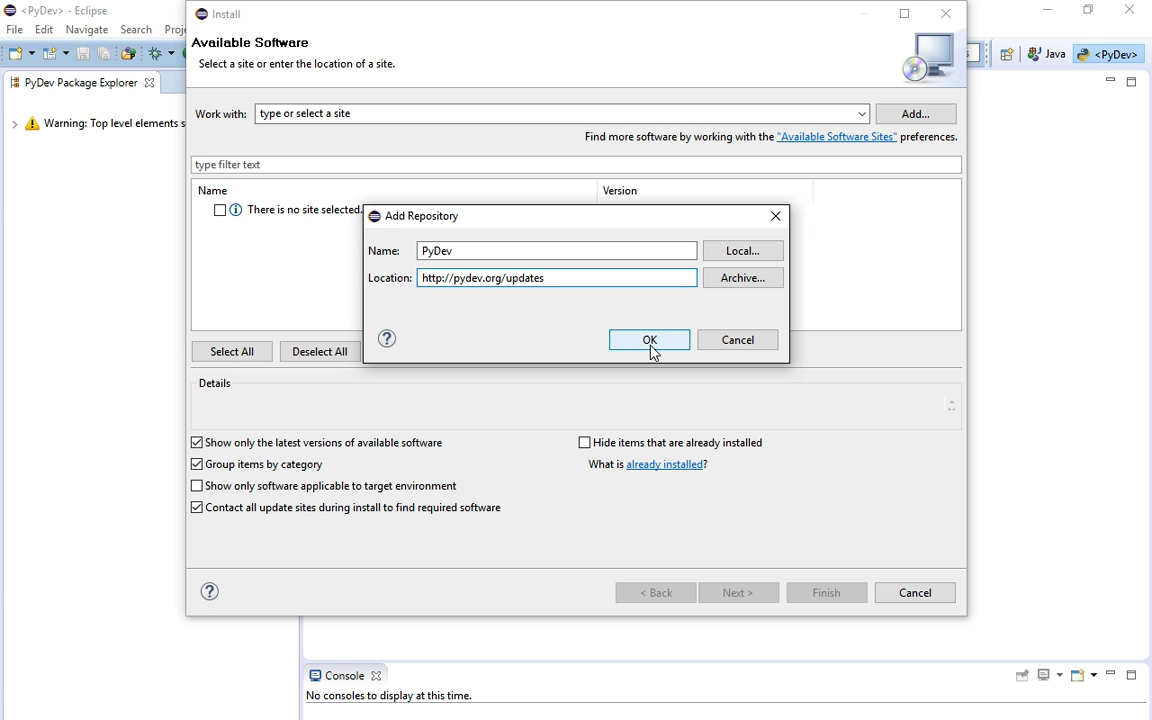 <PyDev> - Eclipse
File Edit Navigate Search Proj
Java <PyDev>
PyDev Package Explorer
Warning: Top level elements s
Install
Available Software
Select a site or enter the location of a site.
Work with: type or select a site Add...
Find more software by working with the "Available Software Sites" preferences.
type filter text
Name Version
There is no site selected.
Add Repository
Name: PyDev Local...
Location: http://pydev.org/updates Archive...
OK Cancel
Select All Deselect All
Details
Show only the latest versions of available software Hide items that are already installed
Group items by category What is already installed?
Show only software applicable to target environment
Contact all update sites during install to find required software
< Back Next > Finish Cancel
Console
No consoles to display at this time.